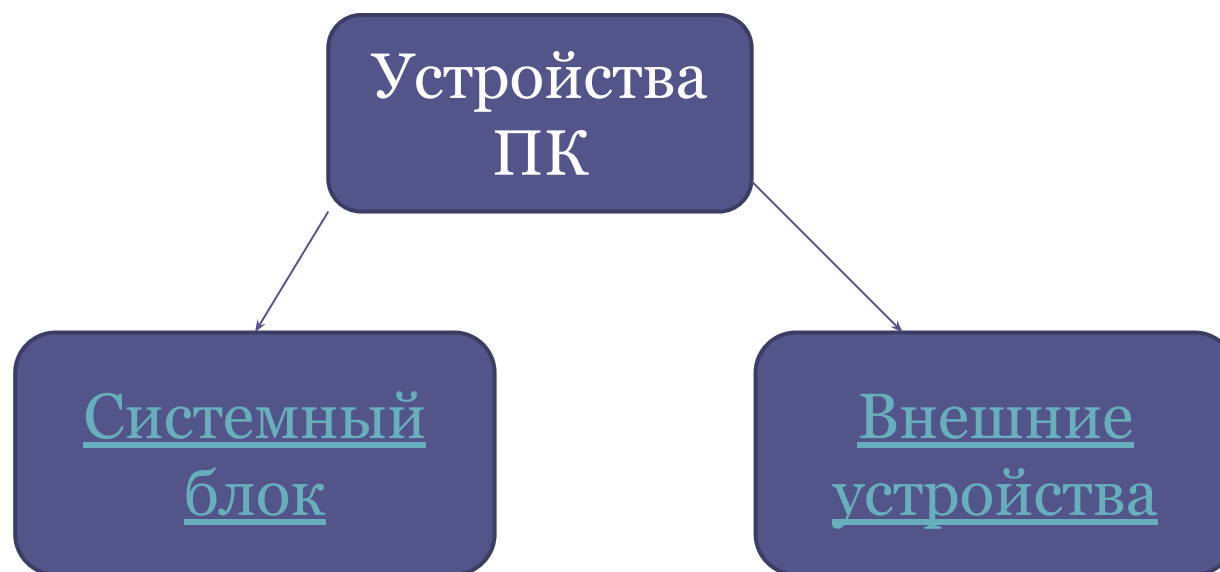 Устройства
ПК
Системный
блок
Внешние
устройства